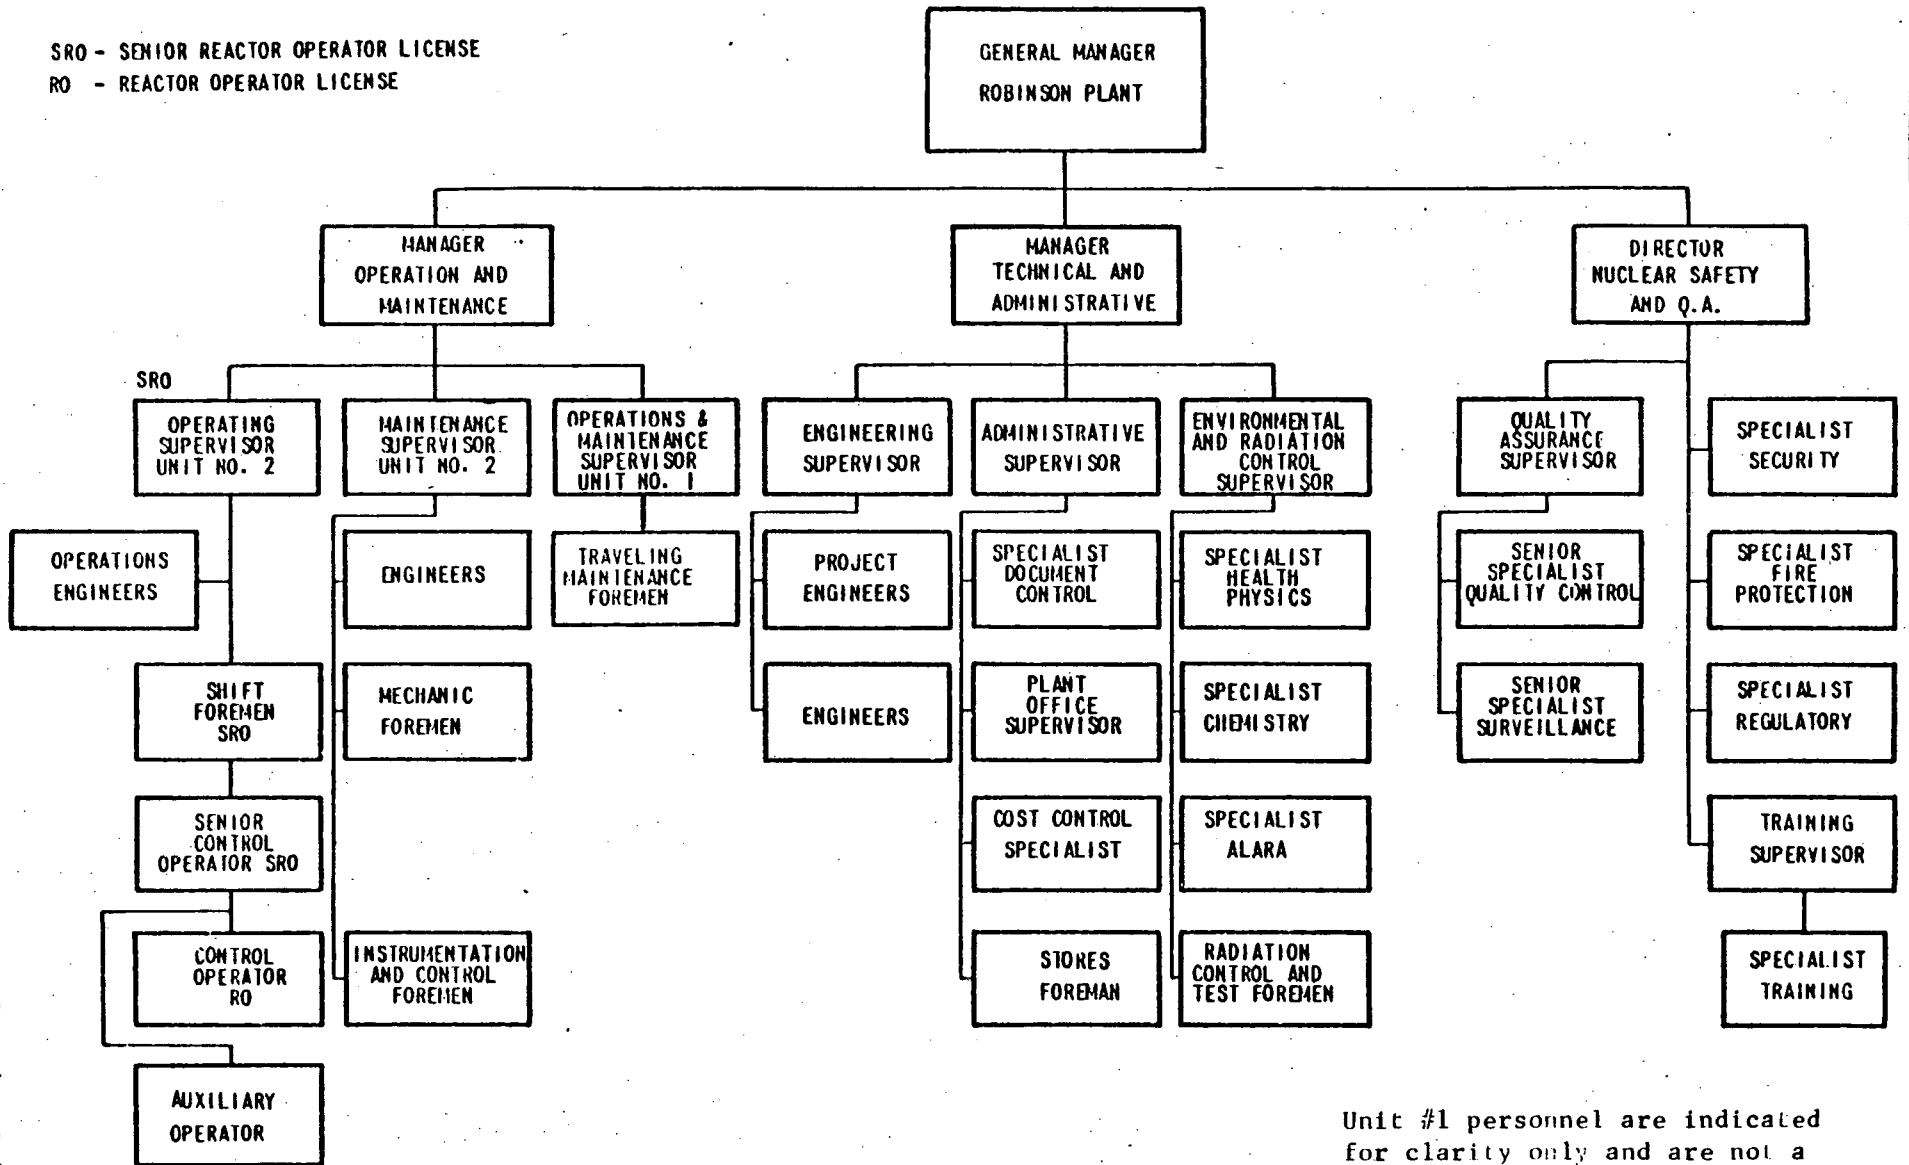 SRO - SENIOR REACTOR OPERATOR LICENSE
RO - REACTOR OPERATOR LICENSE
GENERAL MANAGER
ROBINSON PLANT
MANAGER
OPERATION AND
MAINTENANCE
MANAGER
TECHNICAL AND
ADMINISTRATIVE
DIRECTOR
NUCLEAR SAFETY
AND Q.A.
SRO
OPERATING
SUPERVISOR
UNIT NO. 2
MAINTENANCE
SUPERVISOR
UNIT NO. 2
OPERATIONS &
MAINTENANCE
SUPERVISOR
UNIT NO. 1
ENGINEERING
SUPERVISOR
ADMINISTRATIVE
SUPERVISOR
ENVIRONMENTAL
AND RADIATION
CONTROL
SUPERVISOR
QUALITY
ASSURANCE
SUPERVISOR
SPECIALIST
SECURITY
OPERATIONS
ENGINEERS
ENGINEERS
TRAVELING
MAINTENANCE
FOREMEN
PROJECT
ENGINEERS
SPECIALIST
DOCUMENT
CONTROL
SPECIALIST
HEALTH
PHYSICS
SENIOR
SPECIALIST
QUALITY CONTROL
SPECIALIST
FIRE
PROTECTION
SHIFT
FOREMEN
SRO
MECHANIC
FOREMEN
ENGINEERS
PLANT
OFFICE
SUPERVISOR
SPECIALIST
CHEMISTRY
SENIOR
SPECIALIST
SURVEILLANCE
SPECIALIST
REGULATORY
SENIOR
CONTROL
OPERATOR SRO
COST CONTROL
SPECIALIST
SPECIALIST
ALARA
TRAINING
SUPERVISOR
CONTROL
OPERATOR
RO
INSTRUMENTATION
AND CONTROL
FOREMEN
STORES
FOREMAN
RADIATION
CONTROL AND
TEST FOREMEN
SPECIALIST
TRAINING
AUXILIARY
OPERATOR
Unit #1 personnel are indicated
for clarity only and are not a